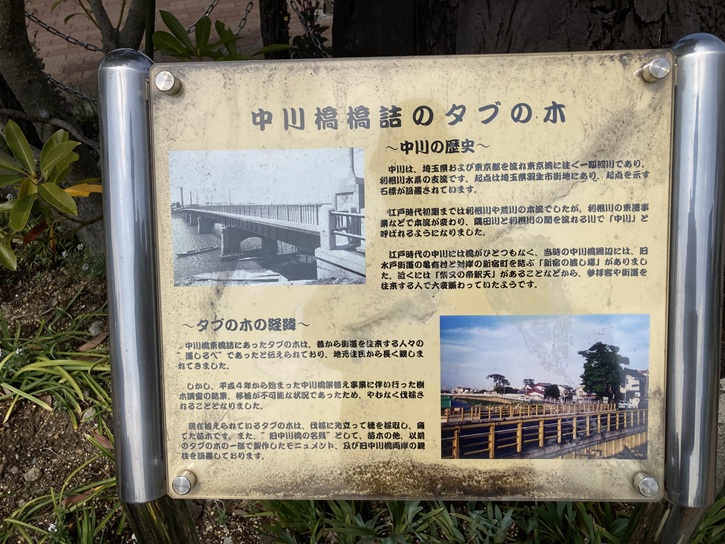 中川橋橋詰のタブの木
～中川の歴史～
中川は、埼玉県および東京都を流れ東京湾に注ぐ一級河川であり、
利根川水系の支流です。起点は埼玉県羽生市街地にあり、起点を示す
石標が設置されています。
江戸時代初期までは利根川や荒川の本流でしたが、利根川の東遷事
業などで本流が変わり、隅田川と利根川の間を流れる川で「中川」と
呼ばれるようになりました。
江戸時代の中川には橋がひとつもなく、当時の中川橋周辺には、旧
水戸街道の亀有村と対岸の新宿町を結ぶ「新宿の渡し場」がありまし
た。近くには「柴又の帝釈天」があることなどから、参拝客や街道を
往来する人で大変賑わっていたようです。
～タブの木の経緯～
中川橋東橋詰にあったタブの木は、昔から街道を往来する人々の
"道しるべ"であったと伝えられており、地元住民から長く親しま
れてきました。
しかし、平成4年から始まった中川橋架替え事業に伴い行った樹
木調査の結果、移植が不可能な状況であったため、やむなく伐採す
されることとなりました。
現在植えられているタブの木は、伐採に先立って穂を採取し、育
てた苗木です。また、"旧中川橋の名残"として、苗木の他、以前
のタブの木の一部で製作したモニュメント、及び旧中川橋両岸の親
柱を設置しております。